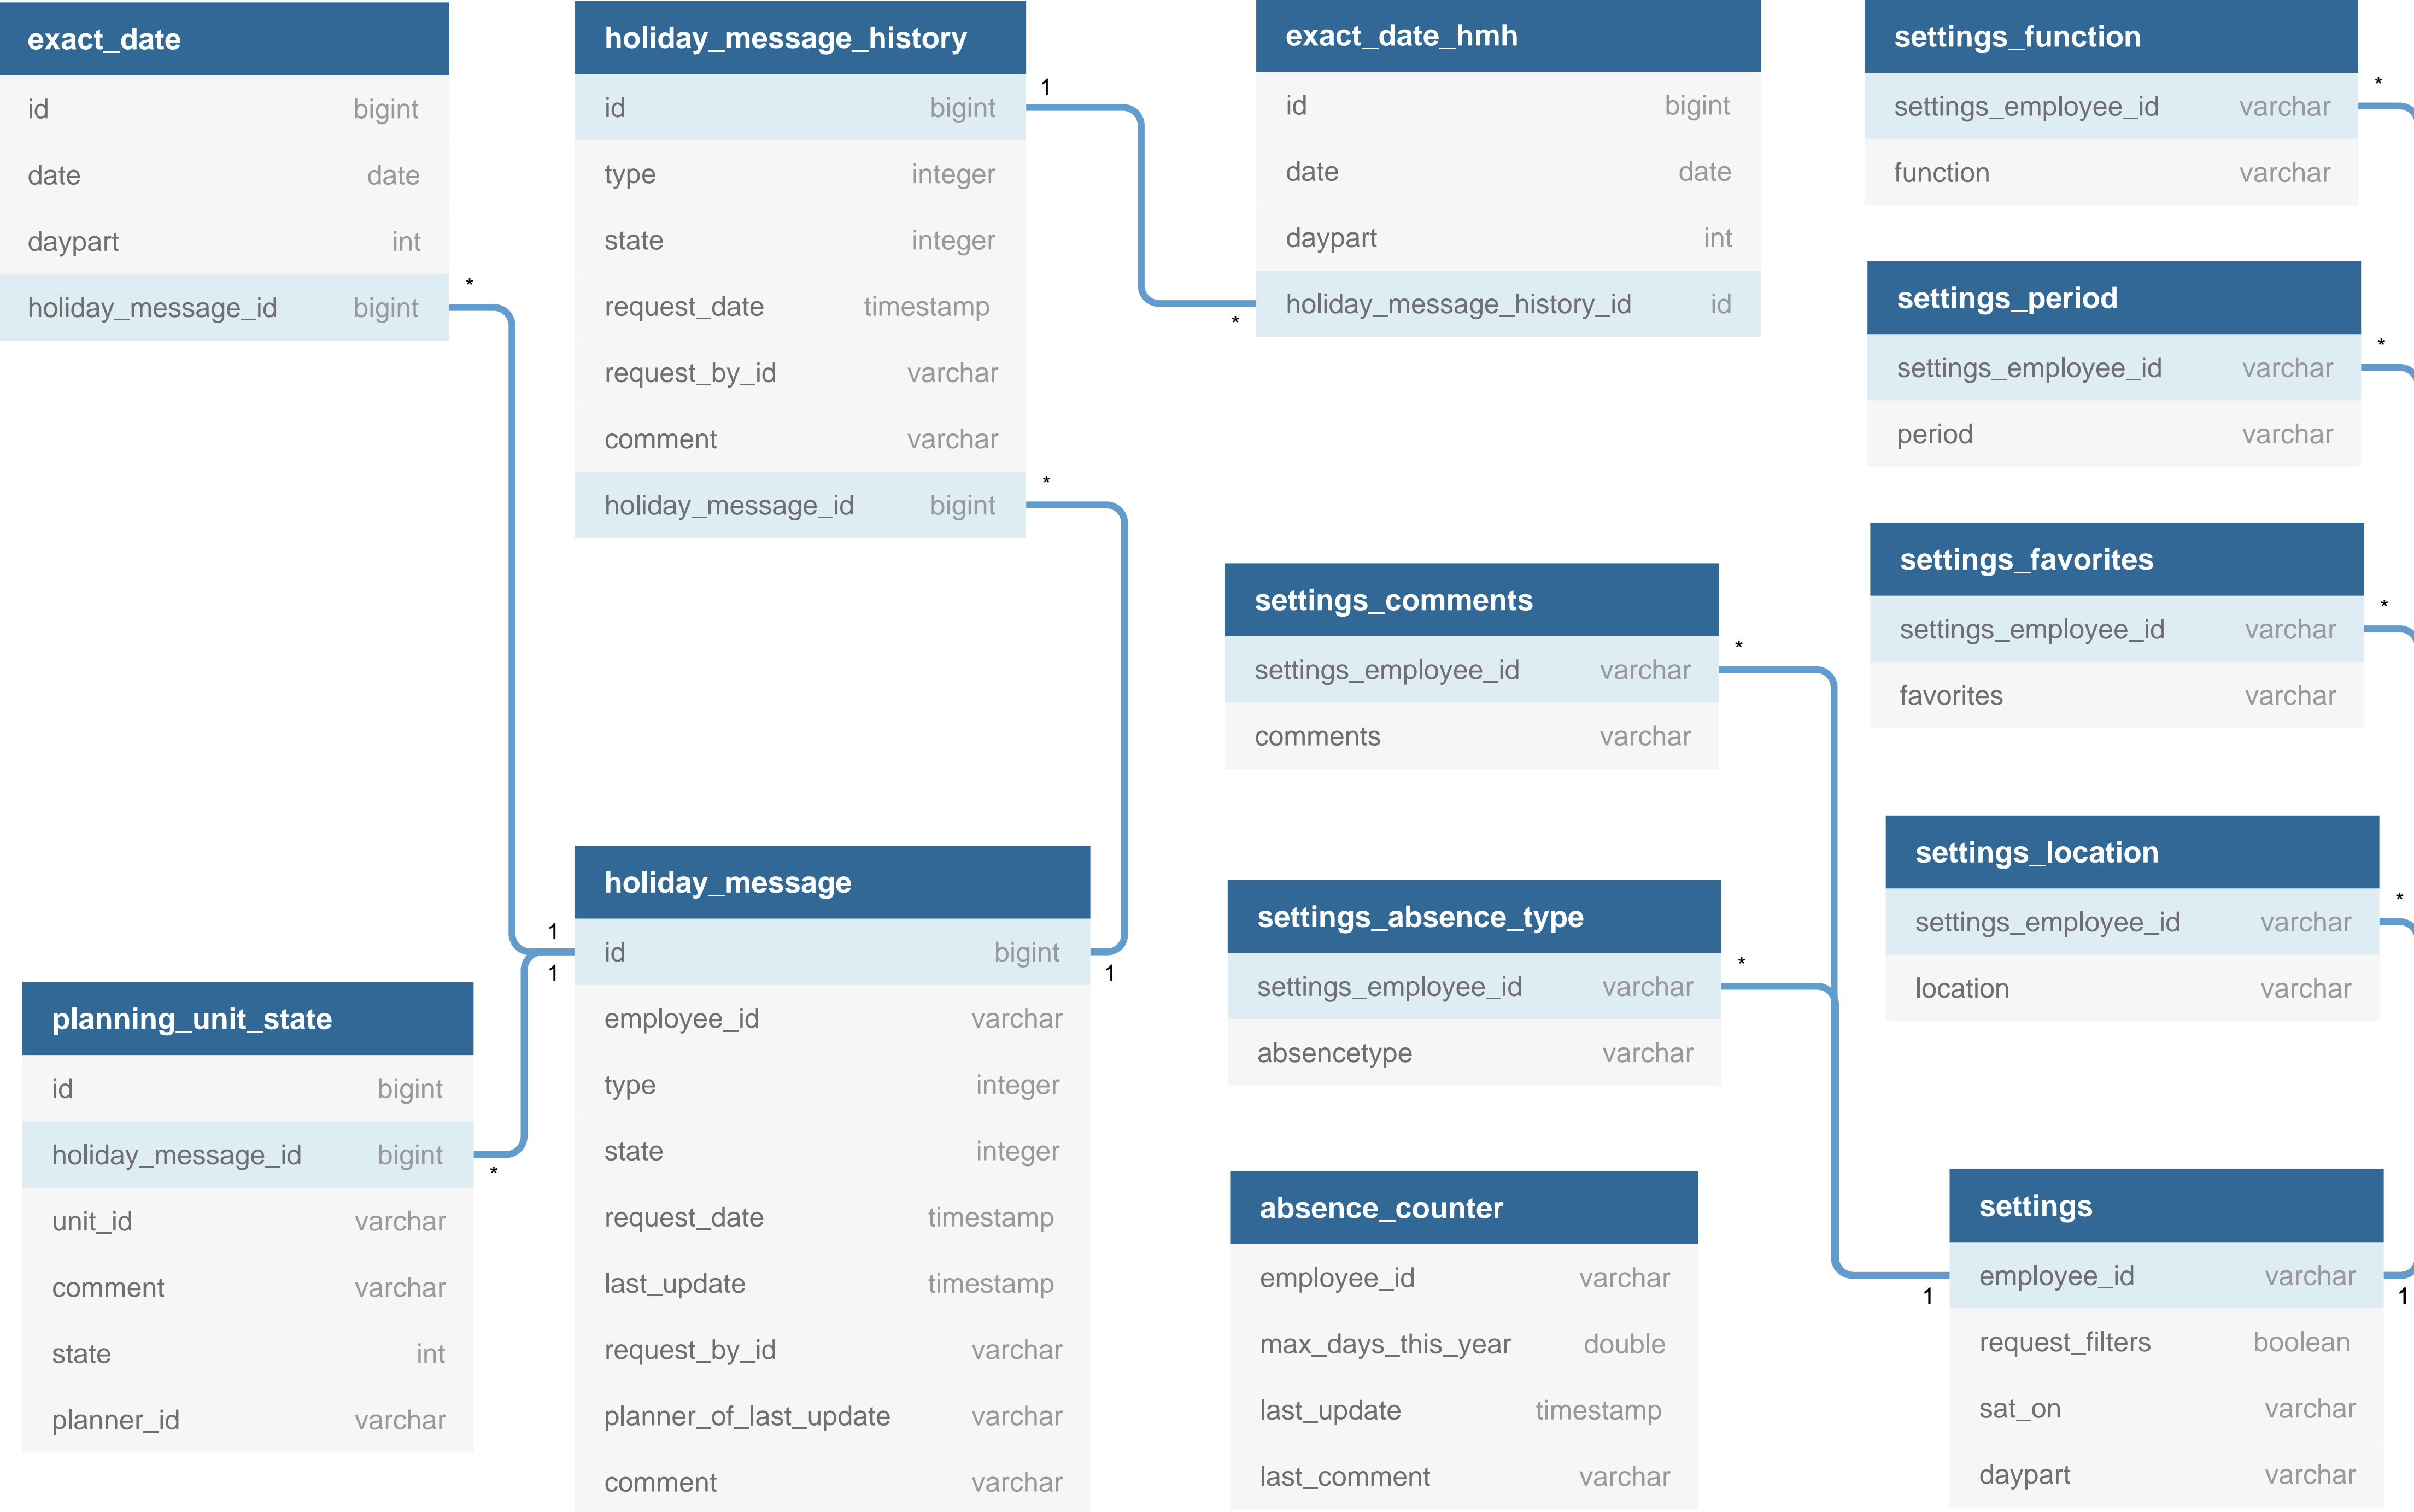 exact_date
id bigint
date date
daypart int
holiday_message_id bigint
*
holiday_message_history
id bigint
1
type integer
state integer
request_date timestamp
request_by_id varchar
comment varchar
holiday_message_id bigint
*
exact_date_hmh
id bigint
date date
daypart int
holiday_message_history_id id
*
settings_function
settings_employee_id varchar
*
function varchar
settings_period
settings_employee_id varchar
*
period varchar
settings_favorites
settings_employee_id varchar
*
favorites varchar
settings_comments
settings_employee_id varchar
*
comments varchar
settings_location
settings_employee_id varchar
*
location varchar
settings_absence_type
settings_employee_id varchar
*
absencetype varchar
holiday_message
1
id bigint
1
1
employee_id varchar
type integer
state integer
request_date timestamp
last_update timestamp
request_by_id varchar
planner_of_last_update varchar
comment varchar
planning_unit_state
id bigint
holiday_message_id bigint
*
unit_id varchar
comment varchar
state int
planner_id varchar
absence_counter
employee_id varchar
max_days_this_year double
last_update timestamp
last_comment varchar
settings
employee_id varchar
1
1
request_filters boolean
sat_on varchar
daypart varchar